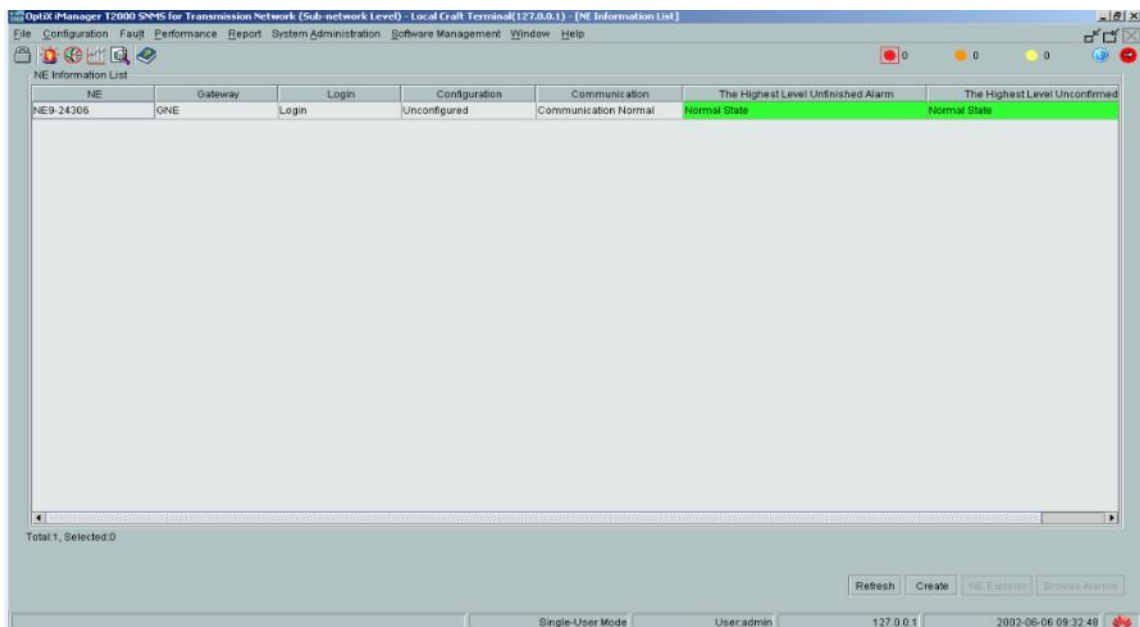 OptiX iManager T2000 SNMS for Transmission Network (Sub-network Level) - Local Craft Terminal(127.0.0.1) - [NE Information List]
File Configuration Fault Performance Report System Administration Software Management Window Help
0 0 0
NE Information List
NE Gateway Login Configuration Communication The Highest Level Unfinished Alarm The Highest Level Unconfirmed
NE9-24306 GNE Login Unconfigured Communication Normal Normal State Normal State
Total:1, Selected:0
Refresh Create NE Explorer Browse Alarms
Single-User Mode User:admin 127.0.0.1 2002-06-06 09:32:48